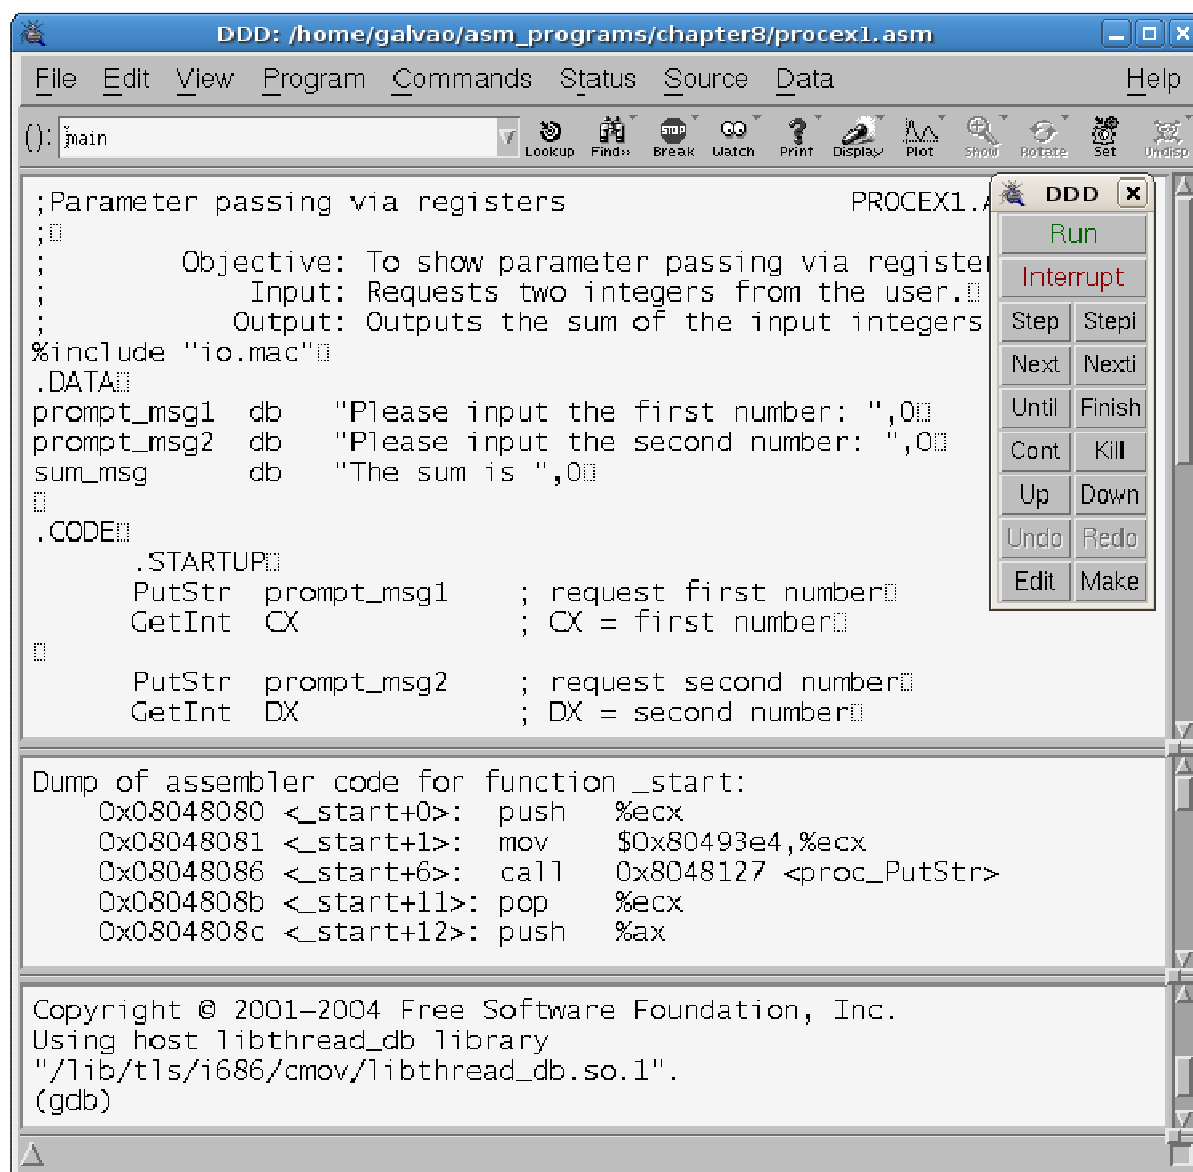 DDD: /home/galvao/asm_programs/chapter8/procex1.asm
File Edit View Program Commands Status Source Data Help
(): main
Lookup Find» Break Watch Print Display Plot Show Rotate Set Undisp
;Parameter passing via registers PROCEX1.A
;
; Objective: To show parameter passing via register
; Input: Requests two integers from the user.
; Output: Outputs the sum of the input integers
%include "io.mac"
.DATA
prompt_msg1 db "Please input the first number: ",0
prompt_msg2 db "Please input the second number: ",0
sum_msg db "The sum is ",0
.CODE
.STARTUP
PutStr prompt_msg1 ; request first number
GetInt CX ; CX = first number
PutStr prompt_msg2 ; request second number
GetInt DX ; DX = second number
DDD
Run
Interrupt
Step Stepi
Next Nexti
Until Finish
Cont Kill
Up Down
Undo Redo
Edit Make
Dump of assembler code for function _start:
0x08048080 <_start+0>: push %ecx
0x08048081 <_start+1>: mov $0x80493e4,%ecx
0x08048086 <_start+6>: call 0x8048127 <proc_PutStr>
0x0804808b <_start+11>: pop %ecx
0x0804808c <_start+12>: push %ax
Copyright © 2001–2004 Free Software Foundation, Inc.
Using host libthread_db library
"/lib/tls/i686/cmov/libthread_db.so.1".
(gdb)